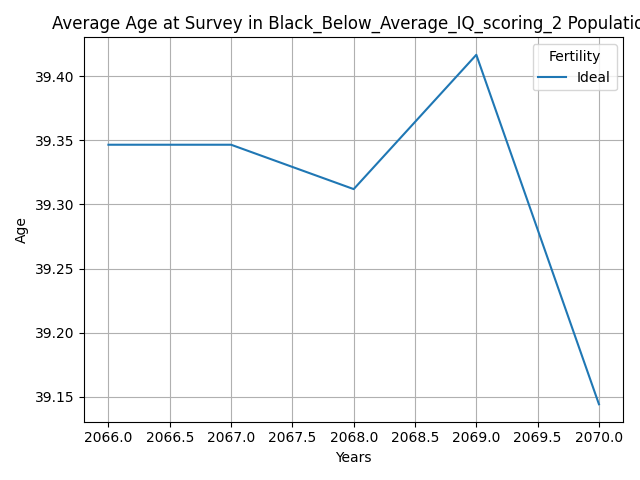 Average Age at Survey in Black_Below_Average_IQ_scoring_2 Populatio
Fertility
Ideal
39.40
39.35
39.30
39.25
39.20
39.15
Age
2066.0 2066.5 2067.0 2067.5 2068.0 2068.5 2069.0 2069.5 2070.0
Years